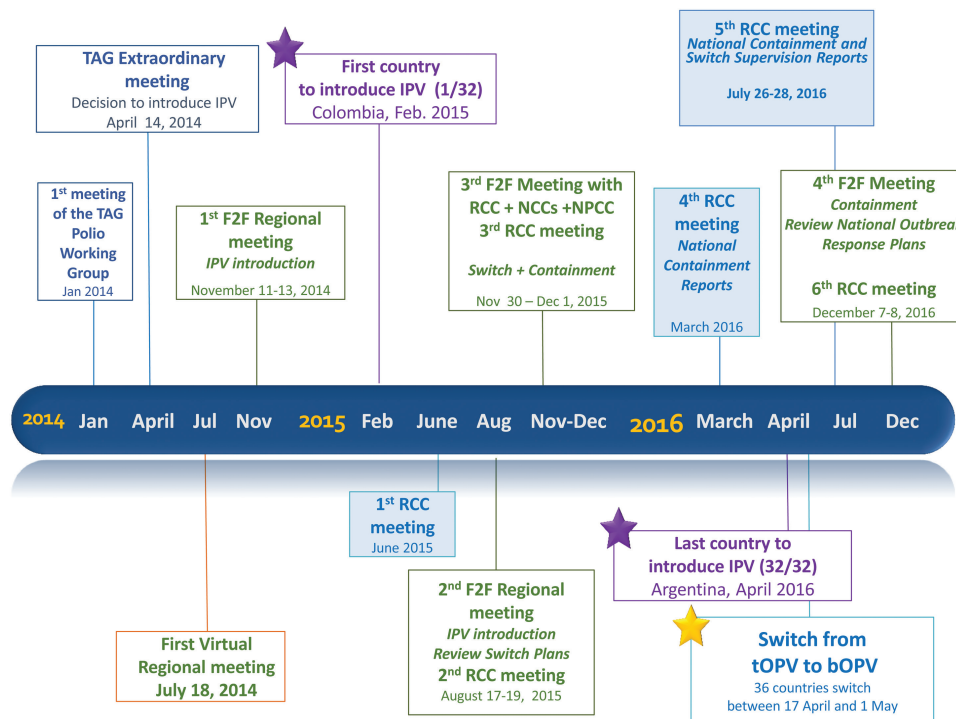 TAG Extraordinary
meeting
Decision to introduce IPV
April 14, 2014
First country
to introduce IPV (1/32)
Colombia, Feb. 2015
5th RCC meeting
National Containment and
Switch Supervision Reports
July 26-28, 2016
1st meeting
of the TAG
Polio
Working
Group
Jan 2014
1st F2F Regional
meeting
IPV introduction
November 11-13, 2014
3rd F2F Meeting with
RCC + NCCs +NPCC
3rd RCC meeting
Switch + Containment
Nov 30 – Dec 1, 2015
4th RCC
meeting
National
Containment
Reports
March 2016
4th F2F Meeting
Containment
Review National Outbreak
Response Plans
6th RCC meeting
December 7-8, 2016
2014 Jan April Jul Nov 2015 Feb June Aug Nov-Dec 2016 March April Jul Dec
1st RCC
meeting
June 2015
First Virtual
Regional meeting
July 18, 2014
2nd F2F Regional
meeting
IPV introduction
Review Switch Plans
2nd RCC meeting
August 17-19, 2015
Last country to
introduce IPV (32/32)
Argentina, April 2016
Switch from
tOPV to bOPV
36 countries switch
between 17 April and 1 May